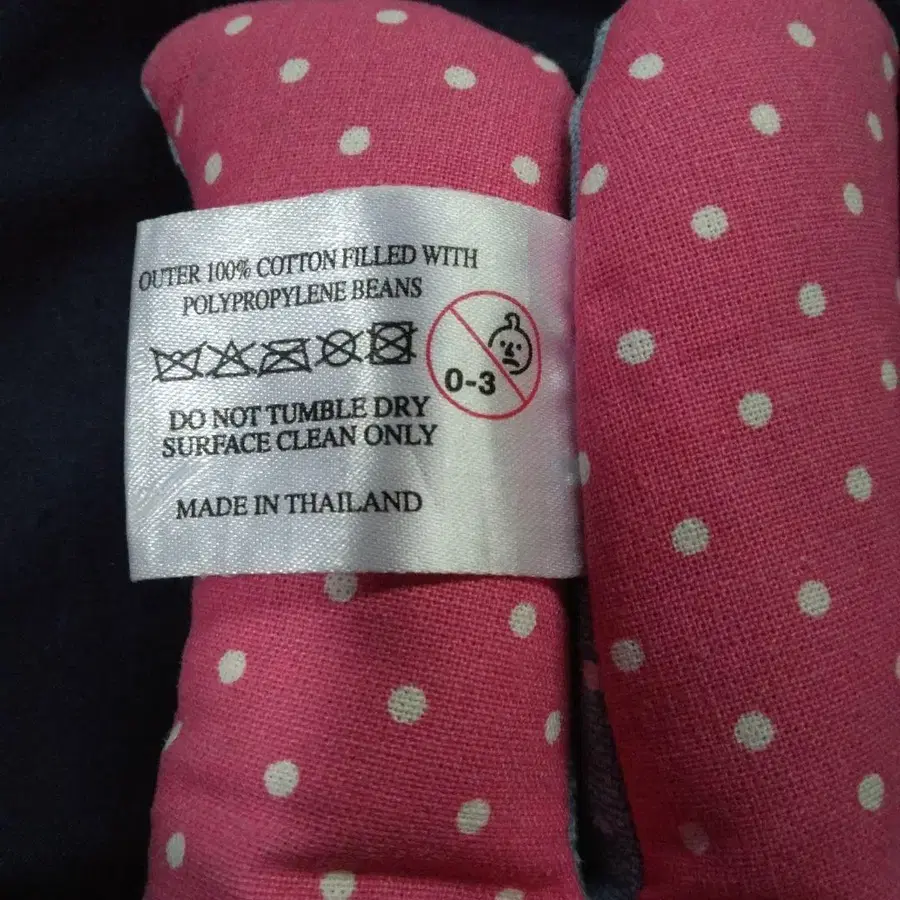 OUTER 100% COTTON FILLED WITH
POLYPROPYLENE BEANS
0-3
DO NOT TUMBLE DRY
SURFACE CLEAN ONLY
MADE IN THAILAND